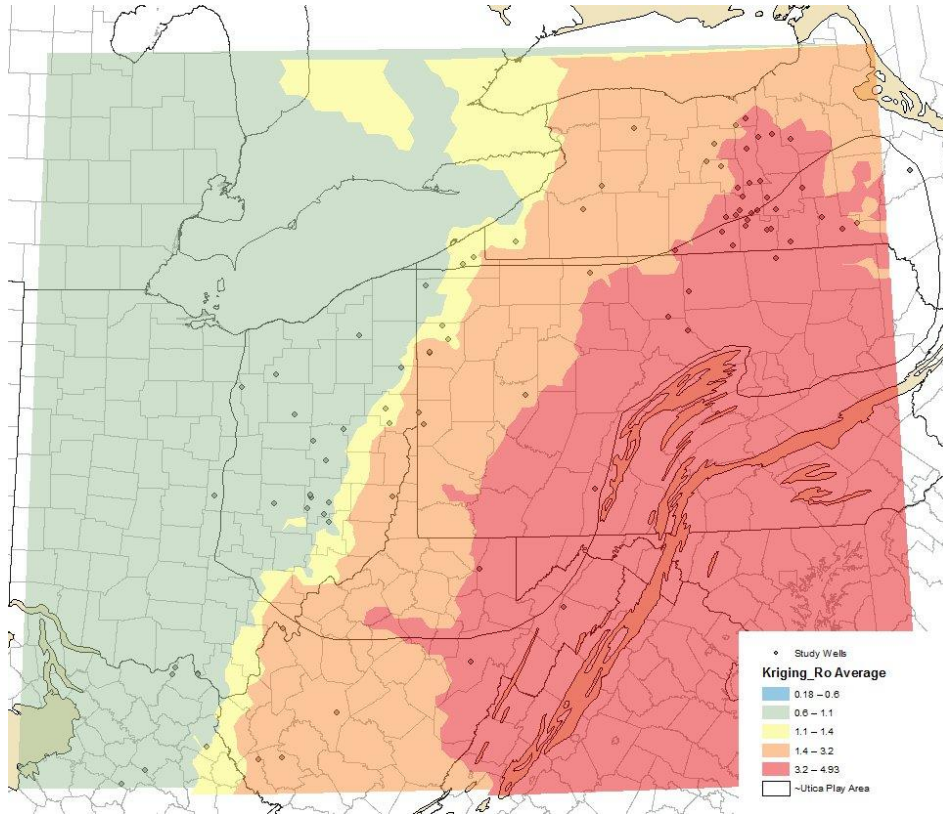 Study Wells
Kriging_Ro Average
0.18 – 0.6
0.6 – 1.1
1.1 – 1.4
1.4 – 3.2
3.2 – 4.93
~Utica Play Area